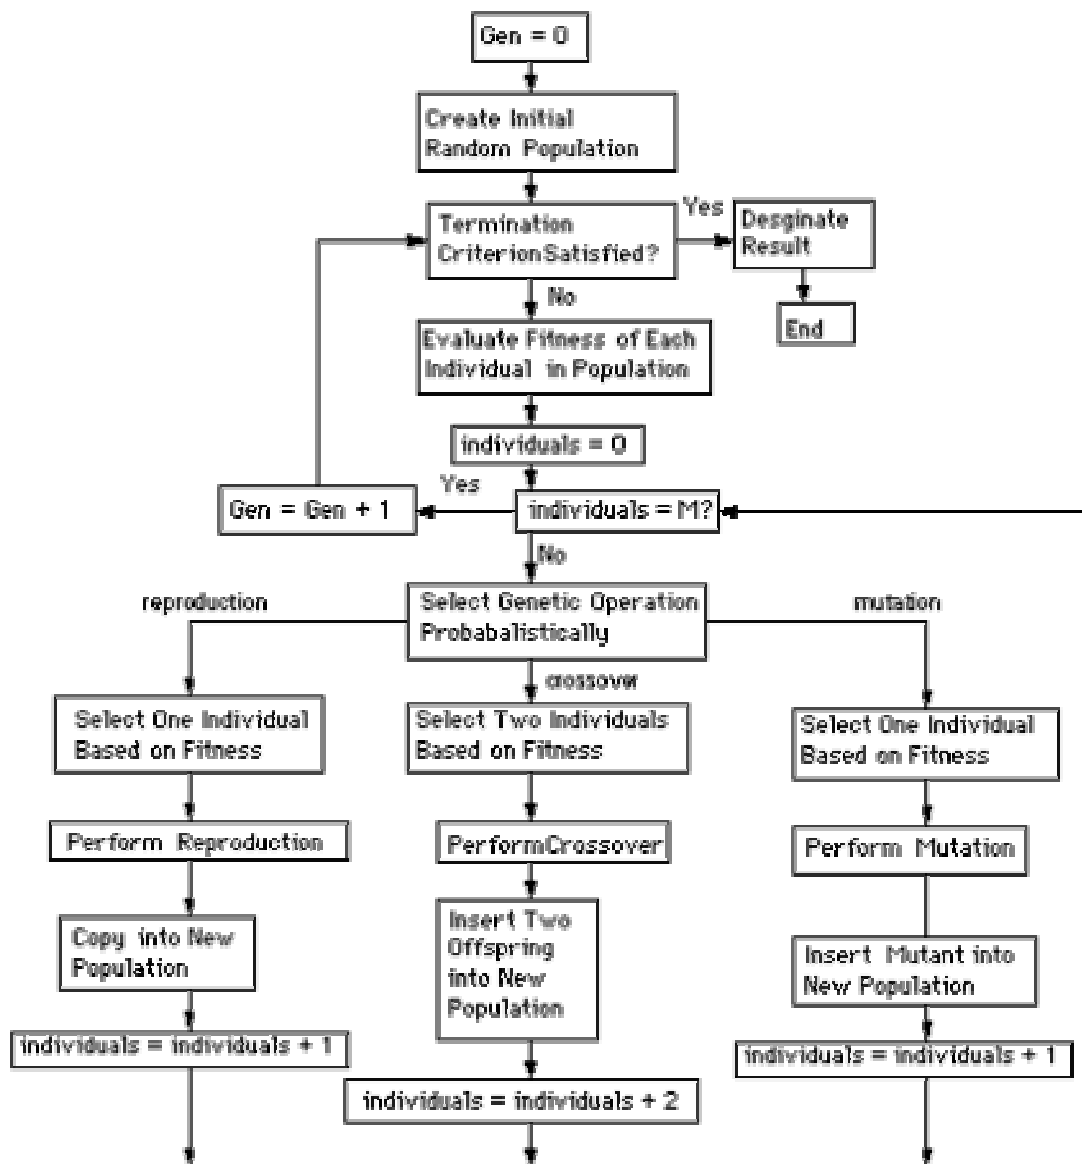 Gen = 0
Create Initial
Random Population
Termination
CriterionSatisfied?
Yes
Desginate
Result
End
No
Evaluate Fitness of Each
Individual in Population
individuals = 0
Yes
Gen = Gen + 1
individuals = M?
No
reproduction
Select Genetic Operation
Probabalistically
mutation
crossover
Select One Individual
Based on Fitness
Select Two Individuals
Based on Fitness
Select One Individual
Based on Fitness
Perform Reproduction
PerformCrossover
Perform Mutation
Copy into New
Population
Insert Two
Offspring
into New
Population
Insert Mutant into
New Population
individuals = individuals + 1
individuals = individuals + 2
individuals = individuals + 1